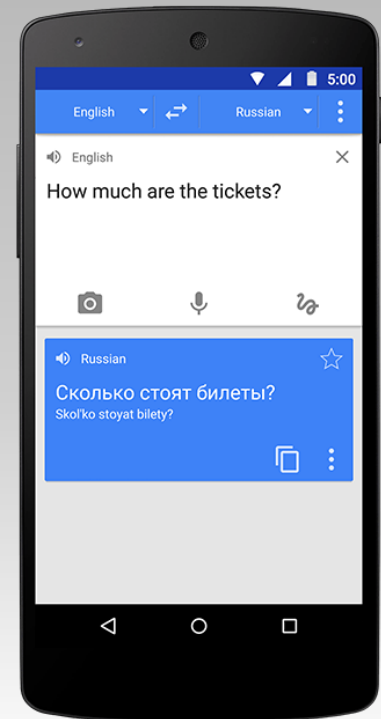 5:00
English Russian
English
How much are the tickets?
Russian
Сколько стоят билеты?
Skol'ko stoyat bilety?